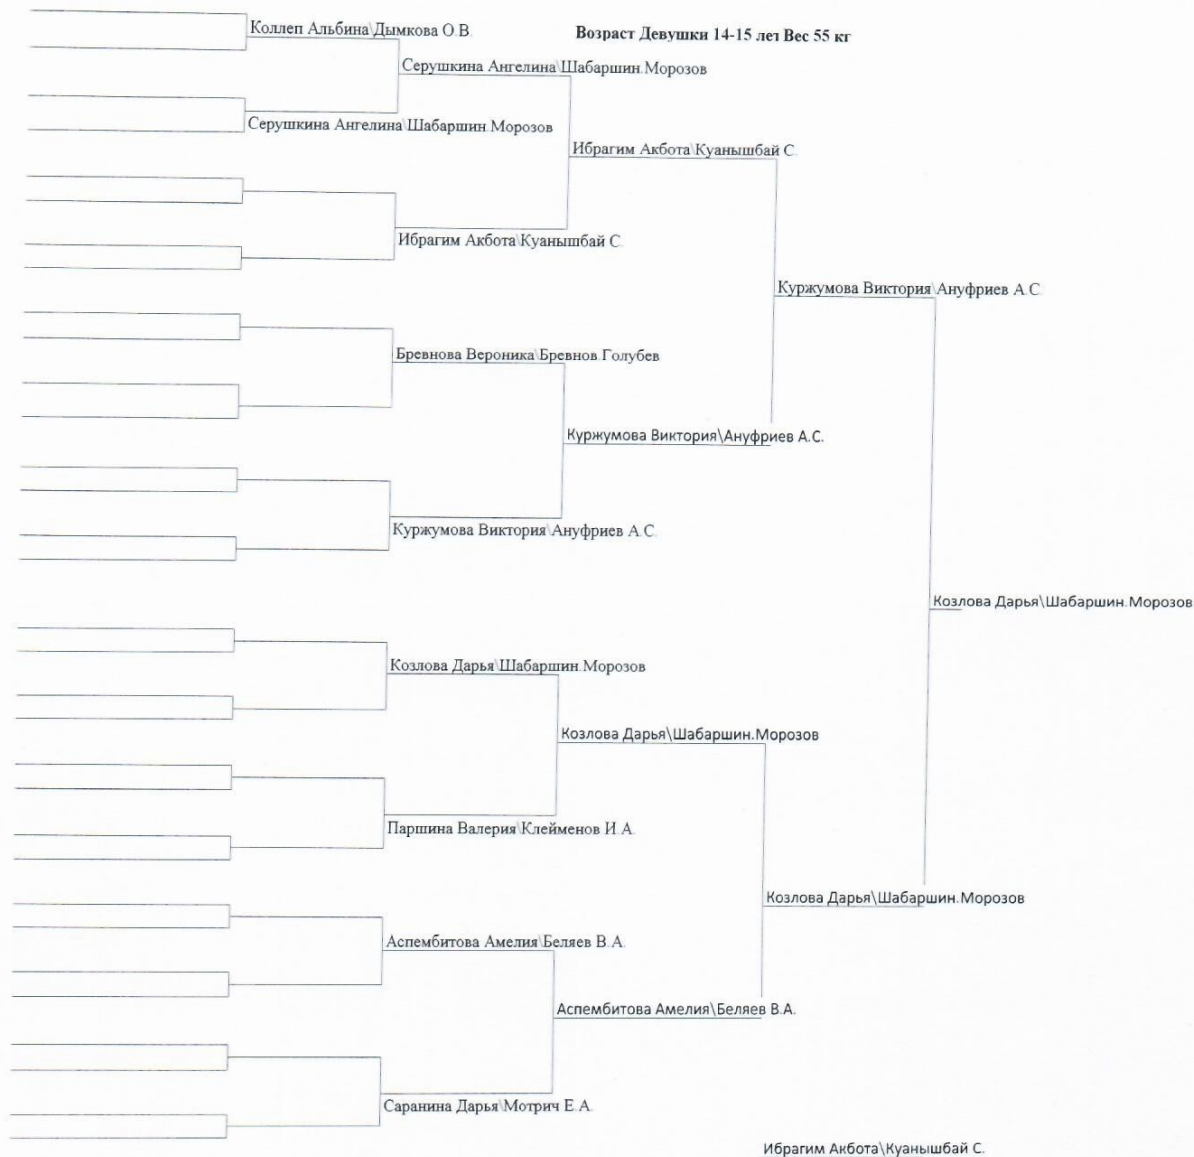 Коллеп Альбина\Дымкова О.В.
Возраст Девушки 14-15 лет Вес 55 кг
Серушкина Ангелина\Шабаршин.Морозов
Серушкина Ангелина\Шабаршин.Морозов
Ибрагим Акбота\Куанышбай С.
Ибрагим Акбота\Куанышбай С.
Куржумова Виктория\Ануфриев А.С.
Бревнова Вероника\Бревнов.Голубев
Куржумова Виктория\Ануфриев А.С.
Куржумова Виктория\Ануфриев А.С.
Козлова Дарья\Шабаршин.Морозов
Козлова Дарья\Шабаршин.Морозов
Козлова Дарья\Шабаршин.Морозов
Паршина Валерия\Клейменов И.А.
Козлова Дарья\Шабаршин.Морозов
Аспембитова Амелия\Беляев В.А.
Аспембитова Амелия\Беляев В.А.
Саранина Дарья\Мотрич Е.А.
Ибрагим Акбота\Куанышбай С.